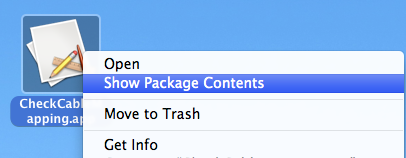 CheckCabl
apping.ap
Open
Show Package Contents
Move to Trash
Get Info